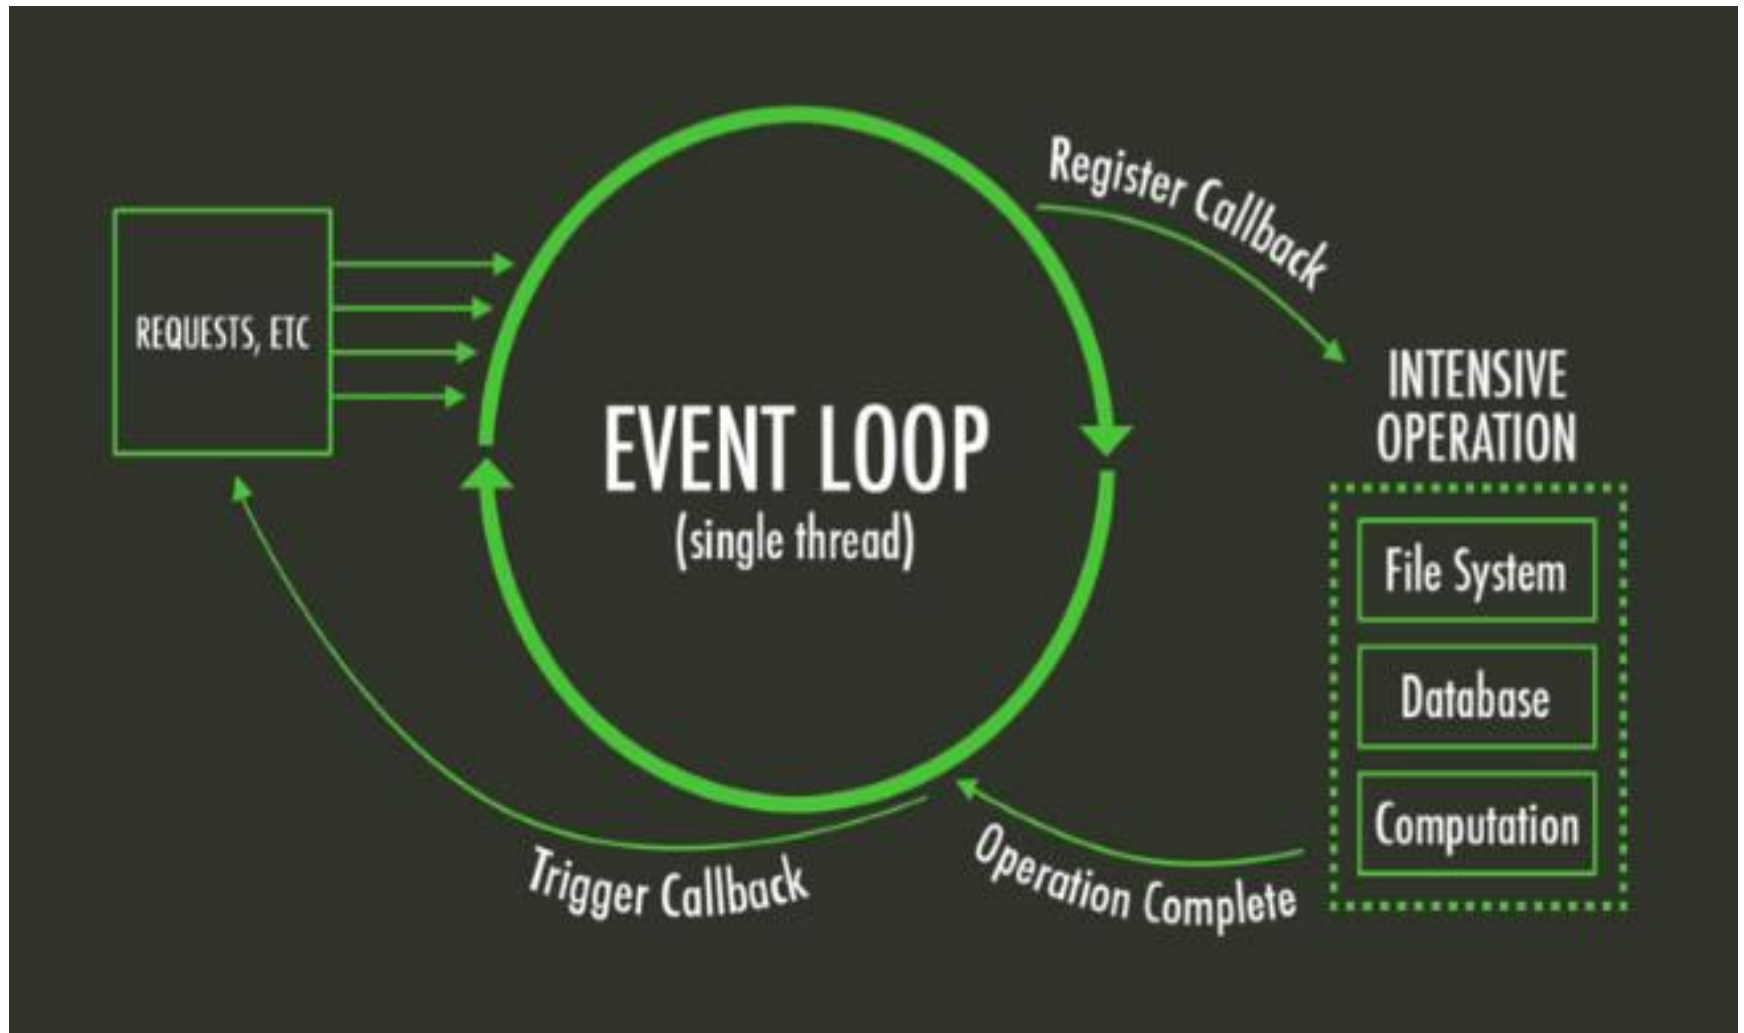 REQUESTS, ETC
EVENT LOOP
(single thread)
Register Callback
INTENSIVE
OPERATION
File System
Database
Computation
Operation Complete
Trigger Callback